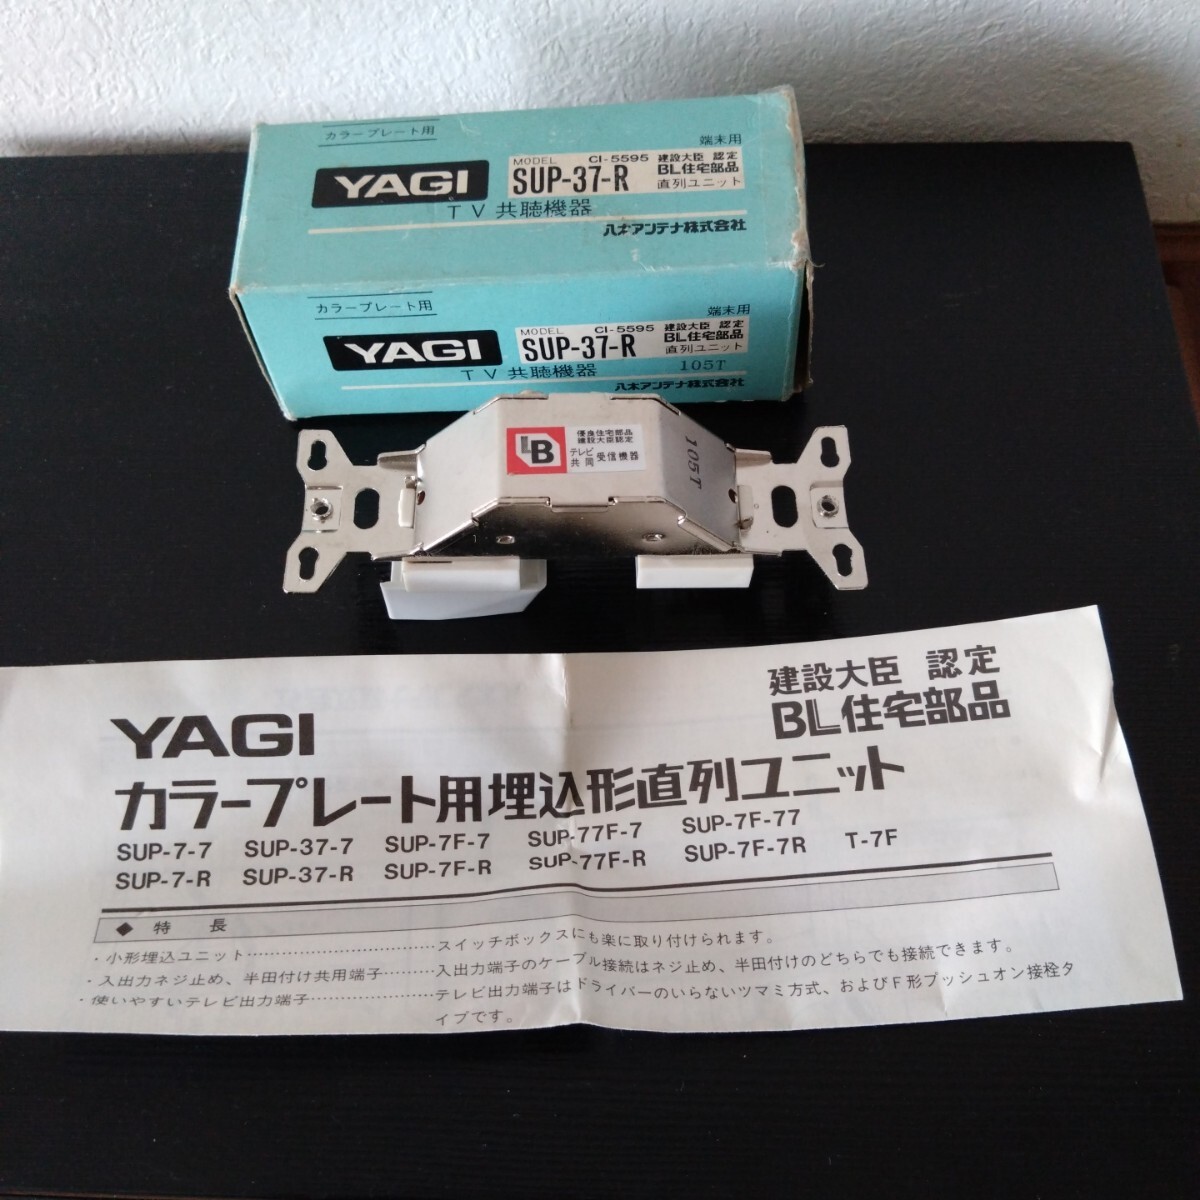 カラープレート用
端末用
YAGI
MODEL CI-5595
SUP-37-R
建設大臣 認定
BL住宅部品
直列ユニット
TV共聴機器
八木アンテナ株式会社
カラープレート用
端末用
YAGI
MODEL CI-5595
SUP-37-R
建設大臣 認定
BL住宅部品
直列ユニット
TV共聴機器
105T
八木アンテナ株式会社
BL
優良住宅部品
建設大臣認定
テレビ共同受信機器
105T
建設大臣 認定
BL住宅部品
YAGI
カラープレート用埋込形直列ユニット
SUP-7-7 SUP-37-7 SUP-7F-7 SUP-77F-7 SUP-7F-77
SUP-7-R SUP-37-R SUP-7F-R SUP-77F-R SUP-7F-7R T-7F
◆ 特 長
・小形埋込ユニット……………………スイッチボックスにも楽に取り付けられます。
・入出力ネジ止め、半田付け共用端子………入出力端子のケーブル接続はネジ止め、半田付けのどちらでも接続できます。
・使いやすいテレビ出力端子………………テレビ出力端子はドライバーのいらないツマミ方式、およびF形プッシュオン接栓タ
イプです。